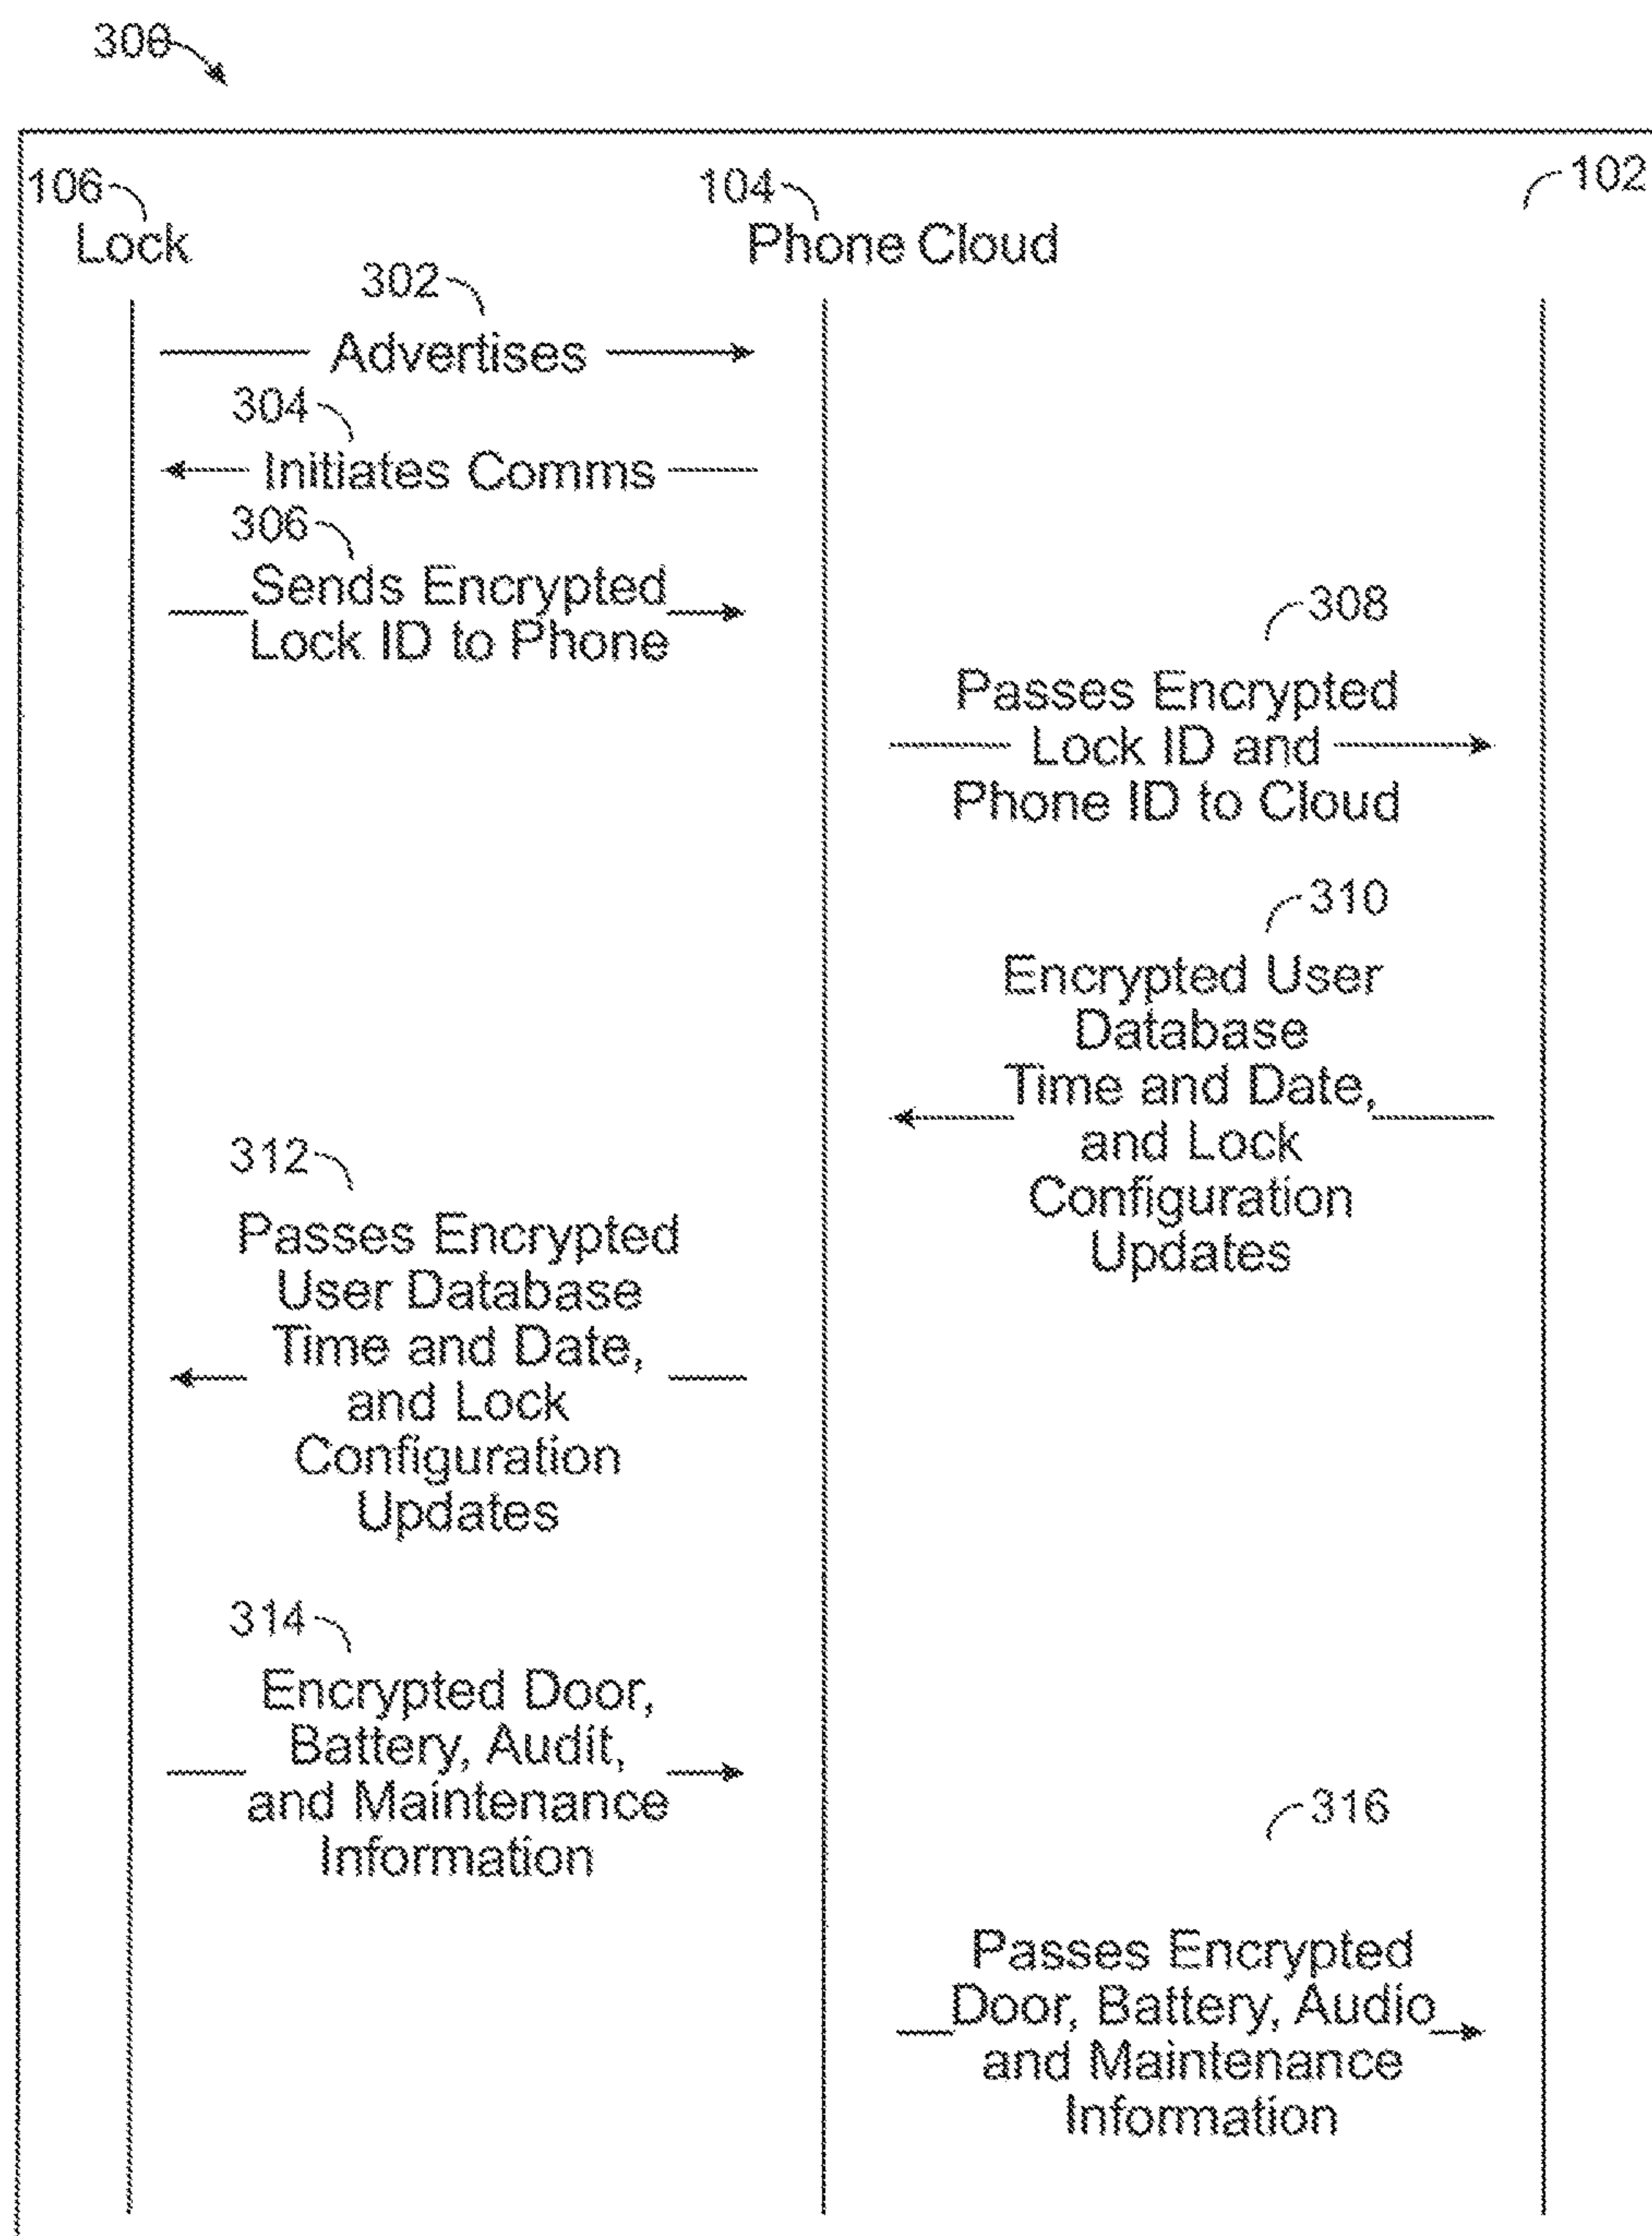 300
106
104
102
Lock
Phone Cloud
302
Advertises
304
Initiates Comms
306
Sends Encrypted
Lock ID to Phone
308
Passes Encrypted
Lock ID and
Phone ID to Cloud
310
Encrypted User
Database
Time and Date,
and Lock
Configuration
Updates
312
Passes Encrypted
User Database
Time and Date,
and Lock
Configuration
Updates
314
Encrypted Door,
Battery, Audit,
and Maintenance
Information
316
Passes Encrypted
Door, Battery, Audio
and Maintenance
Information